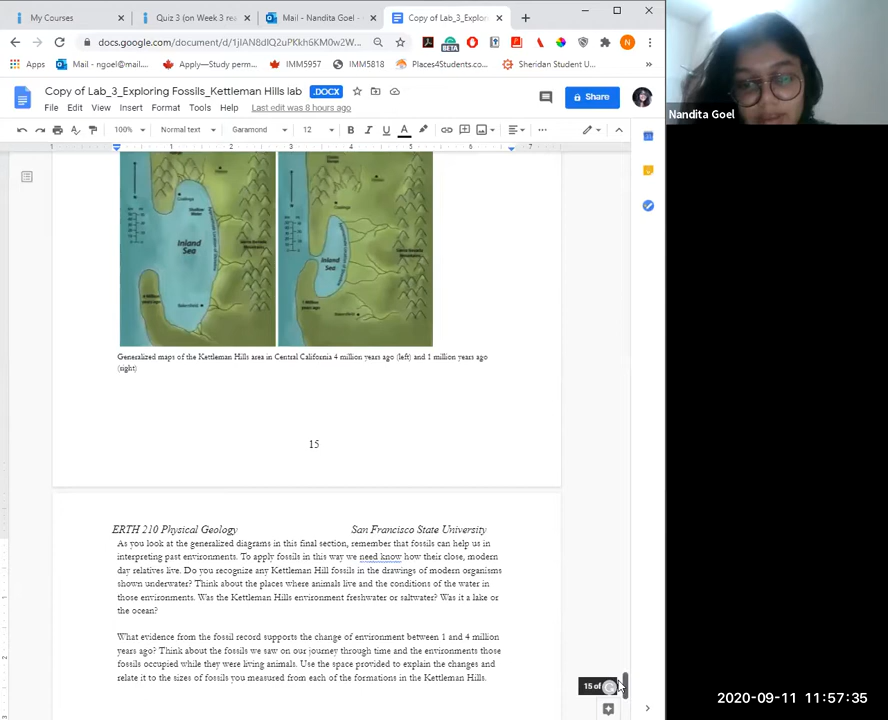 My Courses
Quiz 3 (on Week 3 rea
Mail - Nandita Goel - Outlook
Copy of Lab_3_Exploring Fossils_
docs.google.com/document/d/1jIAN8dlQ2uPKkh6KM0w2W...
BETA
N
Apps
Mail - ngoel@mail....
Apply—Study perm...
IMM5957
IMM5818
Places4Students.co...
Sheridan Student U...
Copy of Lab_3_Exploring Fossils_Kettleman Hills lab
.DOCX
File Edit View Insert Format Tools Help
Last edit was 8 hours ago
Share
100%
Normal text
Garamond
12
B I U A
1 1 2 3 4 5 6 7
Inland
Sea
Inland
Sea
Generalized maps of the Kettleman Hills area in Central California 4 million years ago (left) and 1 million years ago
(right)
15
ERTH 210 Physical Geology
San Francisco State University
As you look at the generalized diagrams in this final section, remember that fossils can help us in
interpreting past environments. To apply fossils in this way we need know how their close, modern
day relatives live. Do you recognize any Kettleman Hill fossils in the drawings of modern organisms
shown underwater? Think about the places where animals live and the conditions of the water in
those environments. Was the Kettleman Hills environment freshwater or saltwater? Was it a lake or
the ocean?
What evidence from the fossil record supports the change of environment between 1 and 4 million
years ago? Think about the fossils we saw on our journey through time and the environments those
fossils occupied while they were living animals. Use the space provided to explain the changes and
relate it to the sizes of fossils you measured from each of the formations in the Kettleman Hills.
15 of
Nandita Goel
2020-09-11 11:57:35